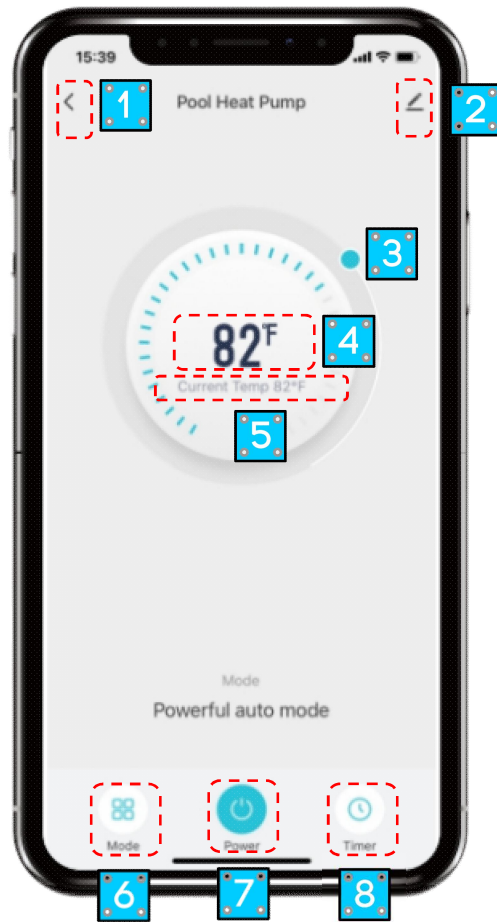 15:39
1
Pool Heat Pump
2
3
82°F
4
Current Temp 82°F
5
Mode
Powerful auto mode
Mode
Power
Timer
6
7
8